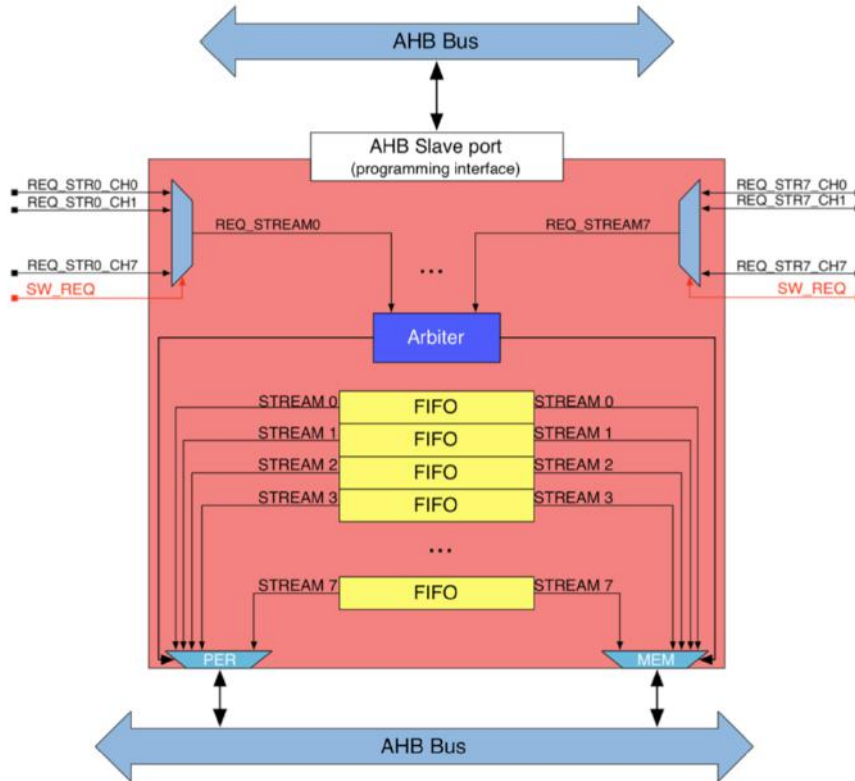 AHB Bus
AHB Slave port
(programming interface)
REQ_STR0_CH0
REQ_STR0_CH1
REQ_STR0_CH7
SW_REQ
REQ_STREAM0
...
REQ_STREAM7
REQ_STR7_CH0
REQ_STR7_CH1
REQ_STR7_CH7
SW_REQ
Arbiter
STREAM 0 FIFO STREAM 0
STREAM 1 FIFO STREAM 1
STREAM 2 FIFO STREAM 2
STREAM 3 FIFO STREAM 3
...
STREAM 7 FIFO STREAM 7
PER MEM
AHB Bus